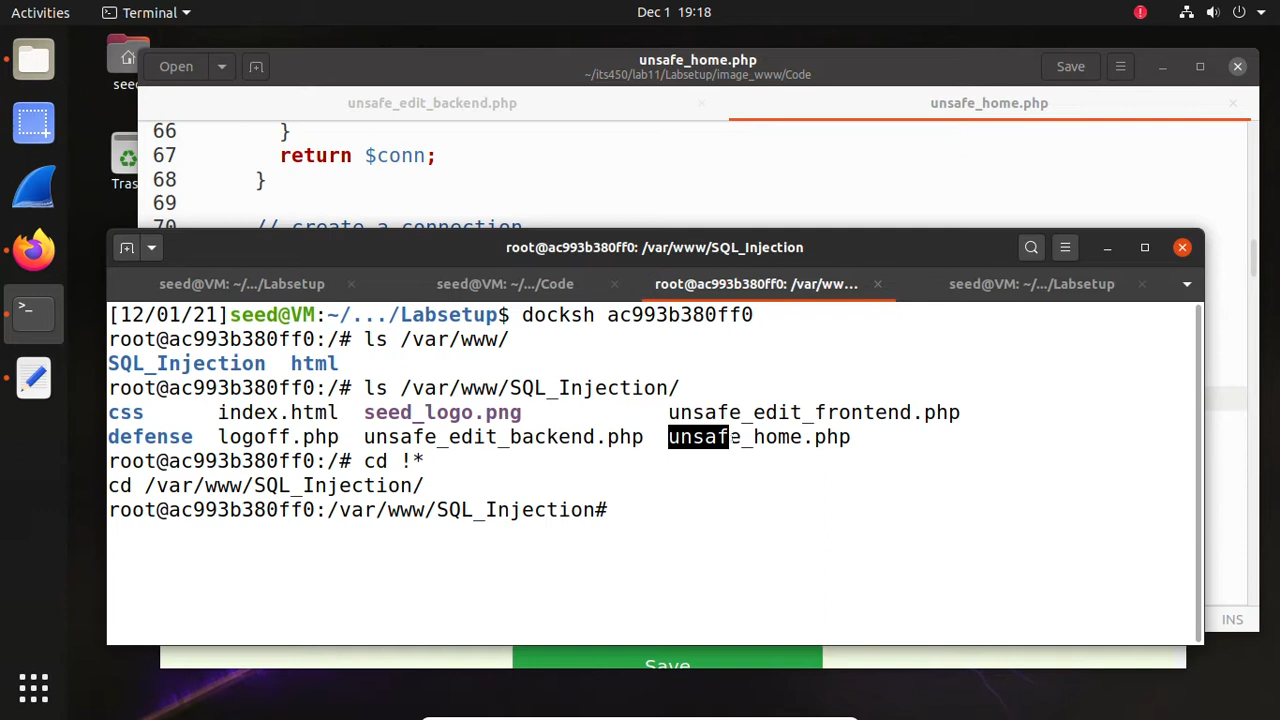 Activities Terminal Dec 1 19:18
unsafe_home.php
Open ~/its450/lab11/Labsetup/image_www/Code Save
unsafe_edit_backend.php unsafe_home.php
66 }
67 return $conn;
68 }
69
70 // create a connection
seed@VM: ~/.../Labsetup seed@VM: ~/.../Code root@ac993b380ff0: /var/ww... seed@VM: ~/.../Labsetup
root@ac993b380ff0: /var/www/SQL_Injection
[12/01/21]seed@VM:~/.../Labsetup$ docksh ac993b380ff0
root@ac993b380ff0:/# ls /var/www/
SQL_Injection html
root@ac993b380ff0:/# ls /var/www/SQL_Injection/
css index.html seed_logo.png unsafe_edit_frontend.php
defense logoff.php unsafe_edit_backend.php unsafe_home.php
root@ac993b380ff0:/# cd !*
cd /var/www/SQL_Injection/
root@ac993b380ff0:/var/www/SQL_Injection#
INS
Save
see
Tras
>_